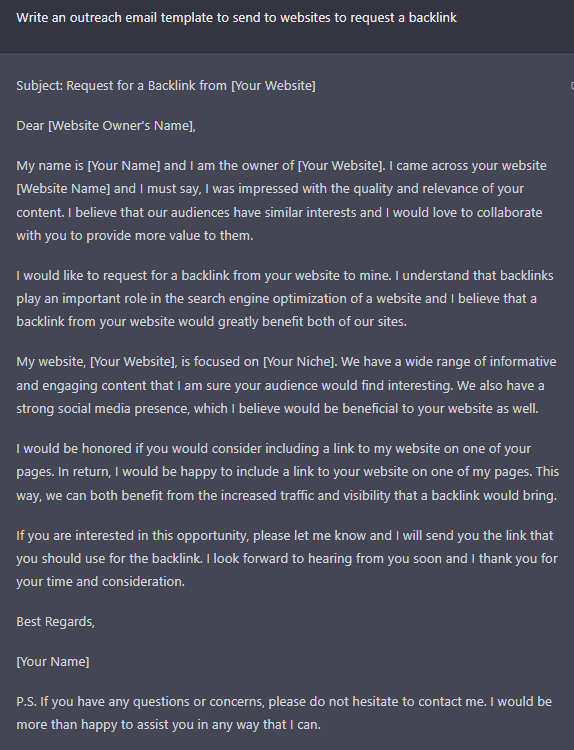 Write an outreach email template to send to websites to request a backlink
Subject: Request for a Backlink from [Your Website]
Dear [Website Owner's Name],
My name is [Your Name] and I am the owner of [Your Website]. I came across your website
[Website Name] and I must say, I was impressed with the quality and relevance of your
content. I believe that our audiences have similar interests and I would love to collaborate
with you to provide more value to them.
I would like to request for a backlink from your website to mine. I understand that backlinks
play an important role in the search engine optimization of a website and I believe that a
backlink from your website would greatly benefit both of our sites.
My website, [Your Website], is focused on [Your Niche]. We have a wide range of informative
and engaging content that I am sure your audience would find interesting. We also have a
strong social media presence, which I believe would be beneficial to your website as well.
I would be honored if you would consider including a link to my website on one of your
pages. In return, I would be happy to include a link to your website on one of my pages. This
way, we can both benefit from the increased traffic and visibility that a backlink would bring.
If you are interested in this opportunity, please let me know and I will send you the link that
you should use for the backlink. I look forward to hearing from you soon and I thank you for
your time and consideration.
Best Regards,
[Your Name]
P.S. If you have any questions or concerns, please do not hesitate to contact me. I would be
more than happy to assist you in any way that I can.